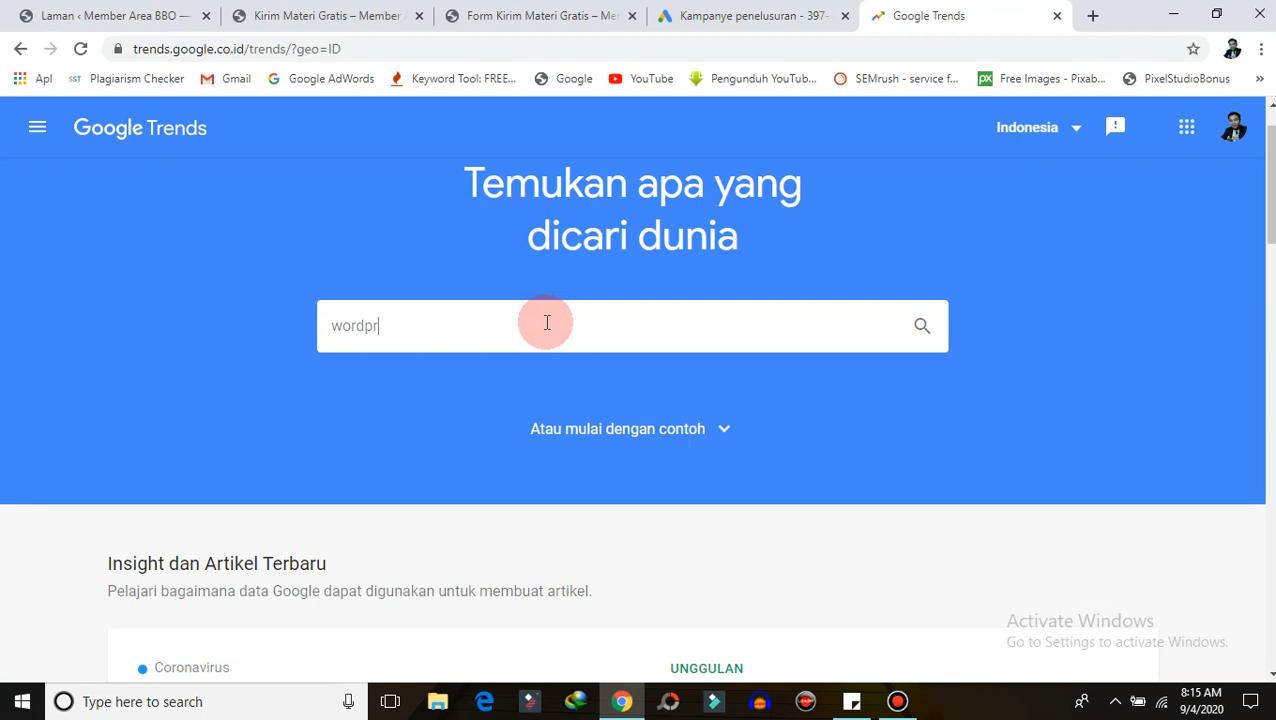 Laman ‹ Member Area BBO —
Kirim Materi Gratis – Member A
Form Kirim Materi Gratis – Me
Kampanye penelusuran - 397-
Google Trends
trends.google.co.id/trends/?geo=ID
Apl
SST
Plagiarism Checker
Gmail
Google AdWords
Keyword Tool: FREE...
Google
YouTube
Pengunduh YouTub...
SEMrush - service f...
px
Free Images - Pixab...
PixelStudioBonus
»
Google Trends
Indonesia
Temukan apa yang
dicari dunia
wordpr
Atau mulai dengan contoh
Insight dan Artikel Terbaru
Pelajari bagaimana data Google dapat digunakan untuk membuat artikel.
Activate Windows
Go to Settings to activate Windows.
Coronavirus
UNGGULAN
Type here to search
8:15 AM
9/4/2020